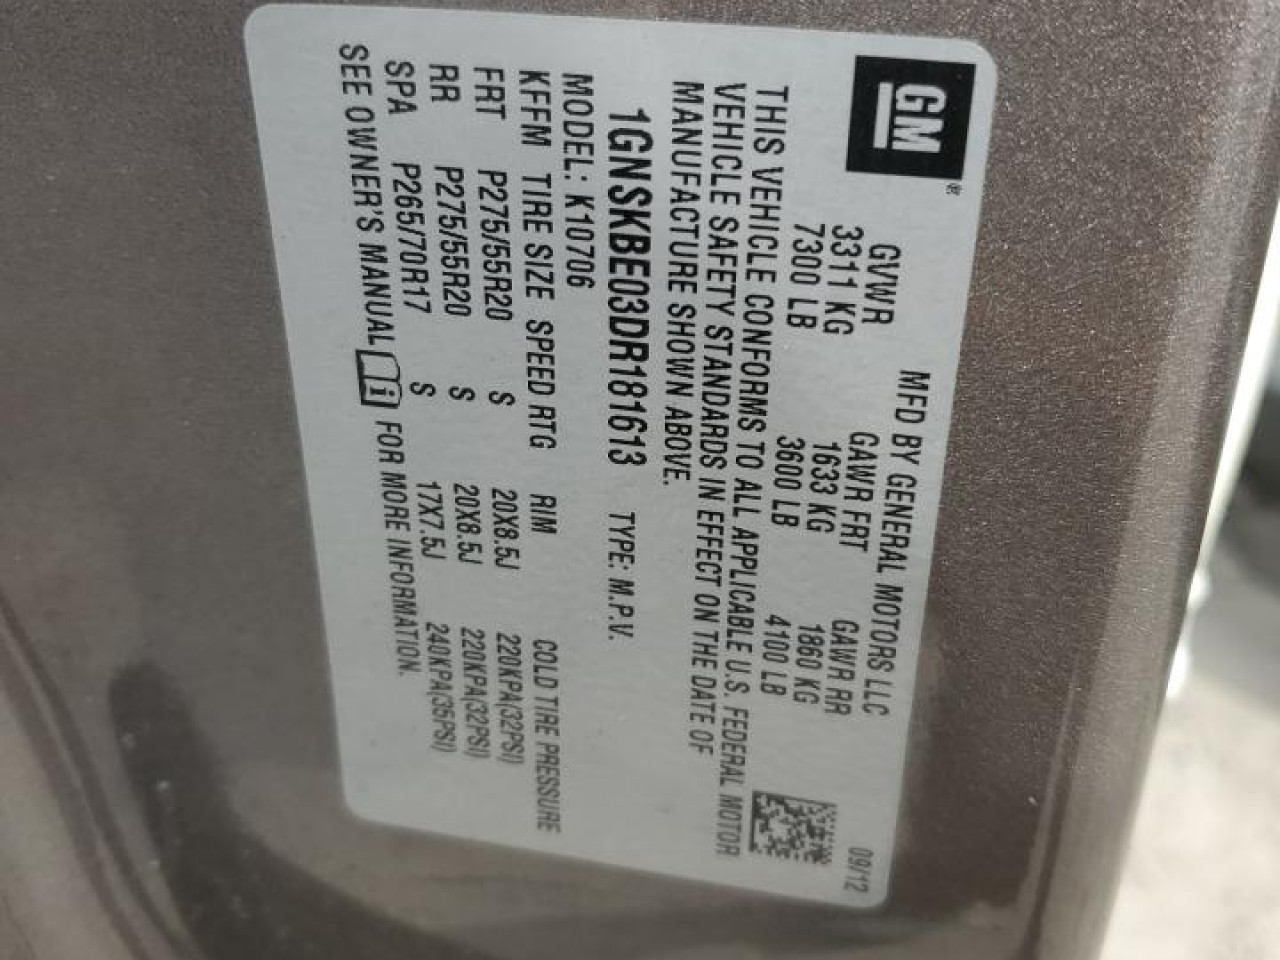 GM ®
MFD BY GENERAL MOTORS LLC 09/12
GVWR GAWR FRT GAWR RR
3311 KG 1633 KG 1860 KG
7300 LB 3600 LB 4100 LB
THIS VEHICLE CONFORMS TO ALL APPLICABLE U.S. FEDERAL MOTOR
VEHICLE SAFETY STANDARDS IN EFFECT ON THE DATE OF
MANUFACTURE SHOWN ABOVE.
1GNSKBE03DR181613 TYPE: M.P.V.
MODEL: K10706
KFFM TIRE SIZE SPEED RTG RIM COLD TIRE PRESSURE
FRT P275/55R20 S 20X8.5J 220KPA(32PSI)
RR P275/55R20 S 20X8.5J 220KPA(32PSI)
SPA P265/70R17 S 17X7.5J 240KPA(35PSI)
SEE OWNER'S MANUAL i FOR MORE INFORMATION.